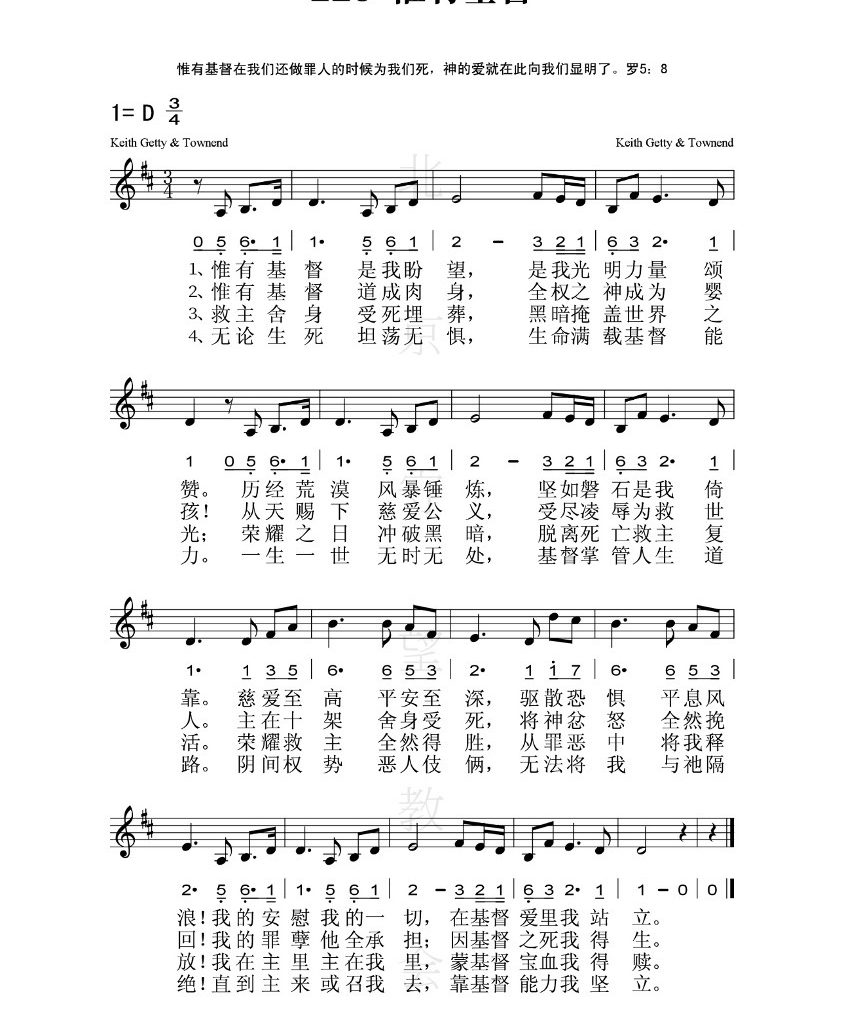 惟有基督在我们还做罪人的时候为我们死，神的爱就在此向我们显明了。罗5：8
1= D 3/4
Keith Getty & Townend Keith Getty & Townend
0 5 6• 1 | 1• 5 6 1 | 2 – 3 2 1 | 6 3 2• 1
1、惟有基督是我盼望，是我光明力量颂
2、惟有基督道成肉身，全权之神成为婴
3、救主舍身受死埋葬，黑暗掩盖世界之
4、无论生死坦荡无惧，生命满载基督能
1 0 5 6• 1 | 1• 5 6 1 | 2 – 3 2 1 | 6 3 2• 1
赞。历经荒漠风暴锤炼，坚如磐石是我倚
孩！从天赐下慈爱公义，受尽凌辱为救世
光；荣耀之日冲破黑暗，脱离死亡救主复
力。一生一世无时无处，基督掌管人生道
1• 1 3 5 | 6• 6 5 3 | 2• 1 1 7 | 6• 6 5 3
靠。慈爱至高平安至深，驱散恐惧平息风
人。主在十架舍身受死，将神忿怒全然挽
活。荣耀救主全然得胜，从罪恶中将我释
路。阴间权势恶人伎俩，无法将我与祂隔
2• 5 6• 1 | 1• 5 6 1 | 2 – 3 2 1 | 6 3 2• 1 | 1 – 0 | 0 |
浪！我的安慰我的一切，在基督爱里我站立。
回！我的罪孽他全承担；因基督之死我得生。
放！我在主里主在我里，蒙基督宝血我得赎。
绝！直到主来或召我去，靠基督能力我坚立。